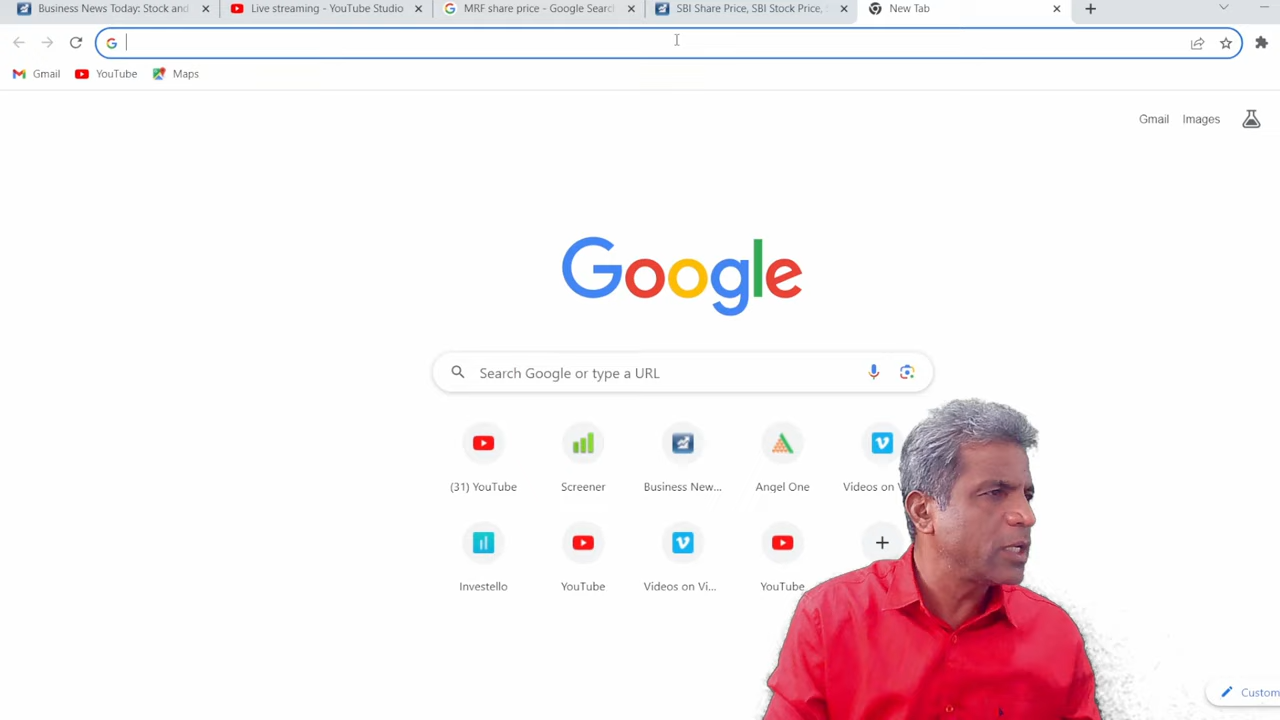 Business News Today: Stock and
Live streaming - YouTube Studio
MRF share price - Google Searc
SBI Share Price, SBI Stock Price, S
New Tab
G
Gmail
YouTube
Maps
Gmail
Images
Google
Search Google or type a URL
(31) YouTube
Screener
Business New...
Angel One
Videos on V
Investello
YouTube
Videos on Vi...
YouTube
Custom